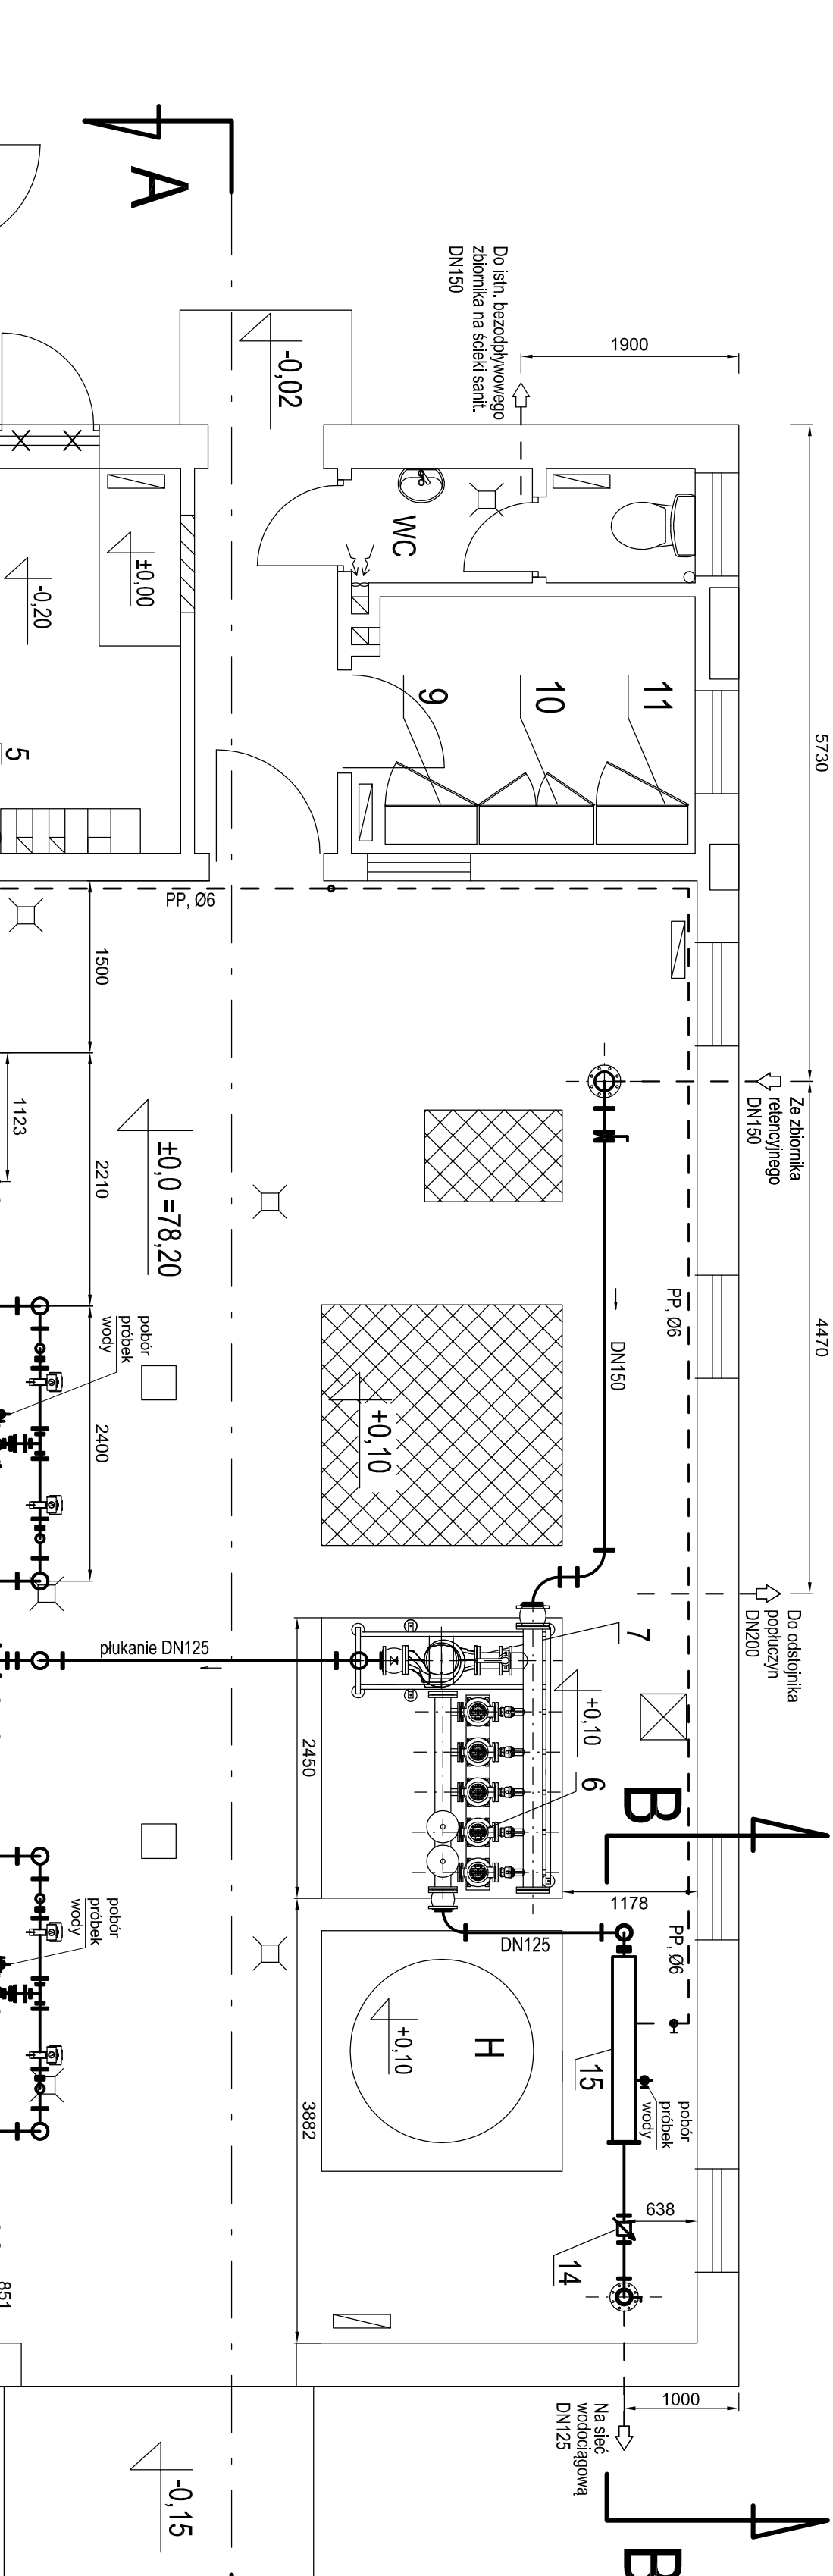 A
Do istn. bezodpływowego
zbiornika na ścieki sanit.
DN150
1900
-0,02
5730
WC
±0,00
-0,20
9
10
11
5
PP, Ø6
1500
1123
2210
±0,0 =78,20
Ze zbiornika
retencyjnego
DN150
PP, Ø6
4470
DN150
pobór
próbek
wody
2400
+0,10
Do odstojnika
popłuczyn
DN200
płukanie DN125
7
+0,10
6
2450
B
1178
PP, Ø6
DN125
pobór
próbek
wody
H
+0,10
15
pobór
próbek
wody
3882
638
14
851
1000
Na sieć
wodociągową
DN125
-0,15
B